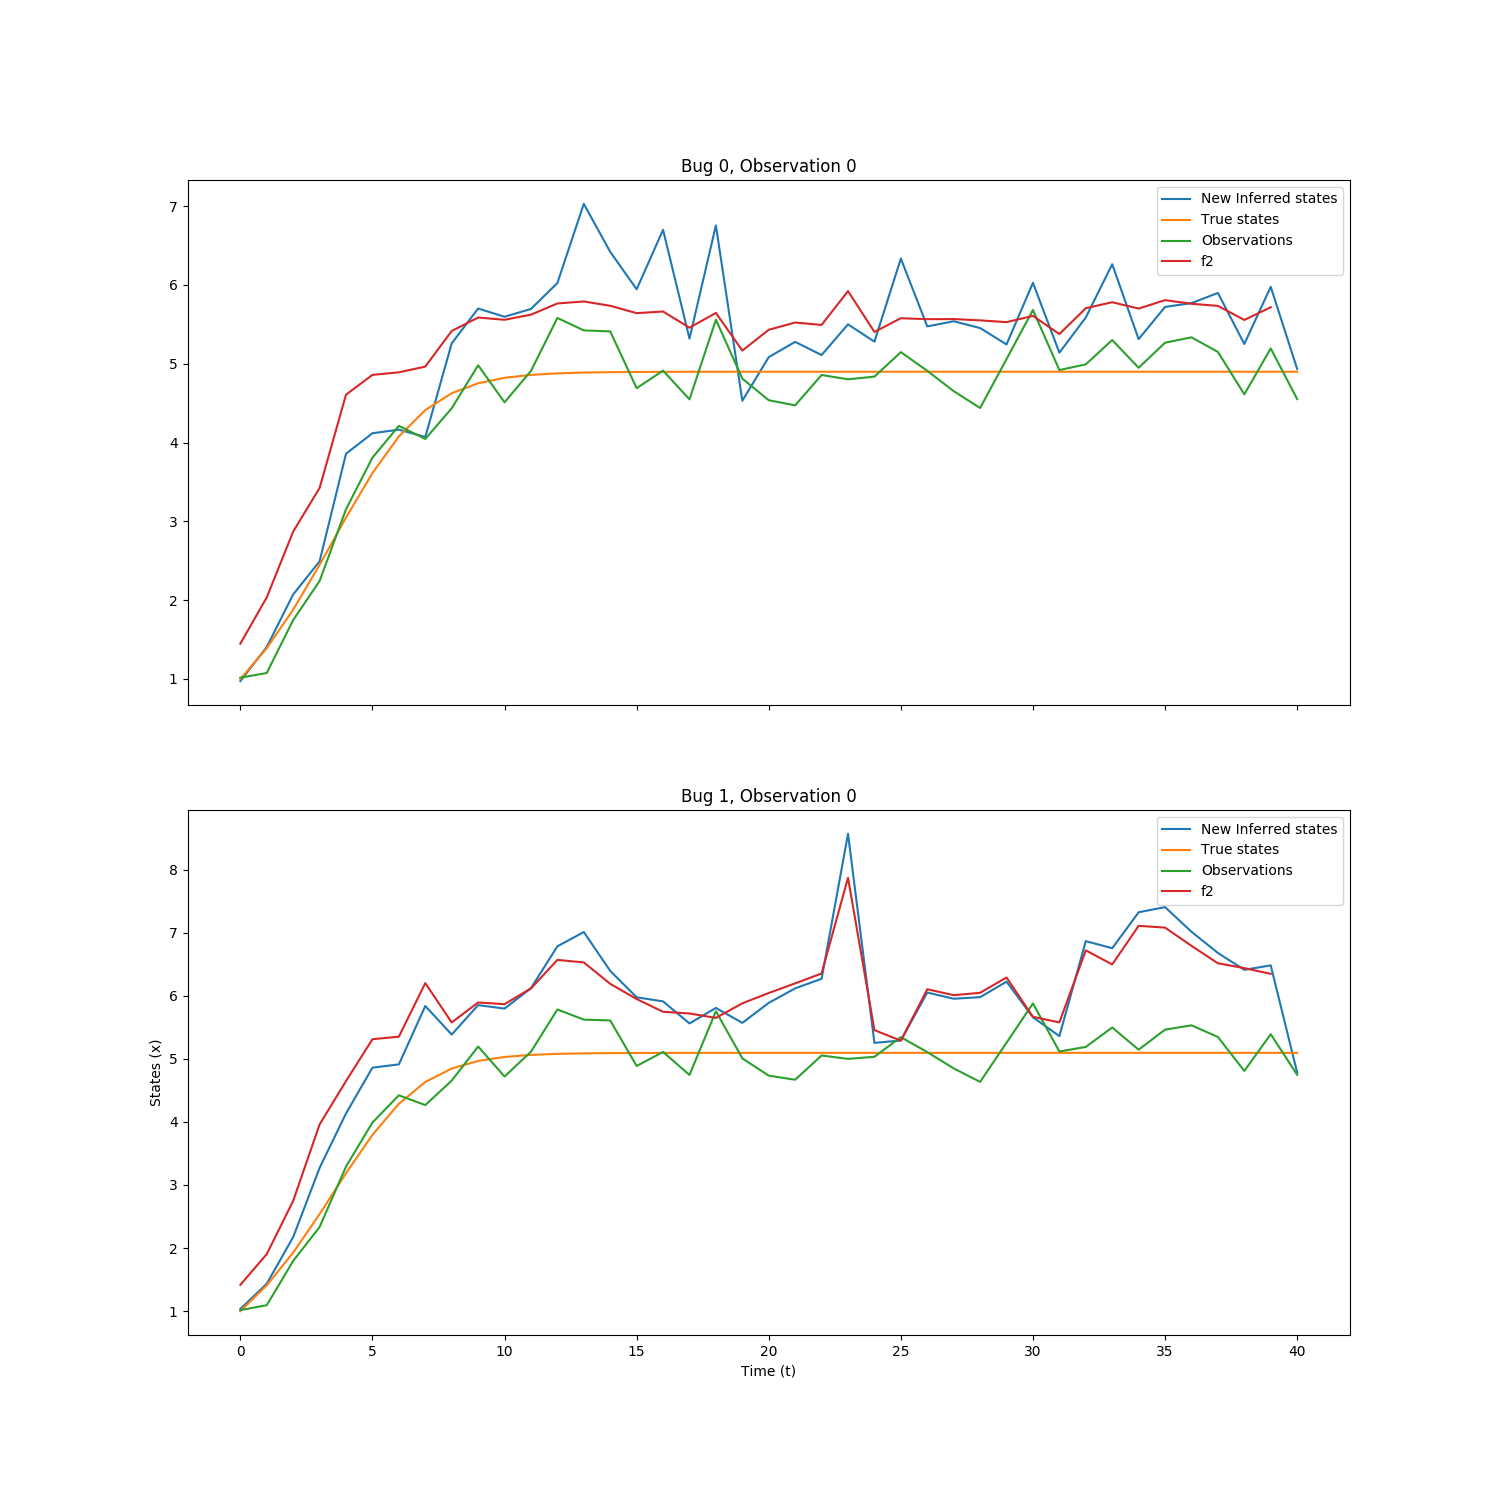 Bug 0, Observation 0
New Inferred states
True states
Observations
f2
7
6
5
4
3
2
1
Bug 1, Observation 0
New Inferred states
True states
Observations
f2
8
7
6
5
4
3
2
1
States (x)
0 5 10 15 20 25 30 35 40
Time (t)